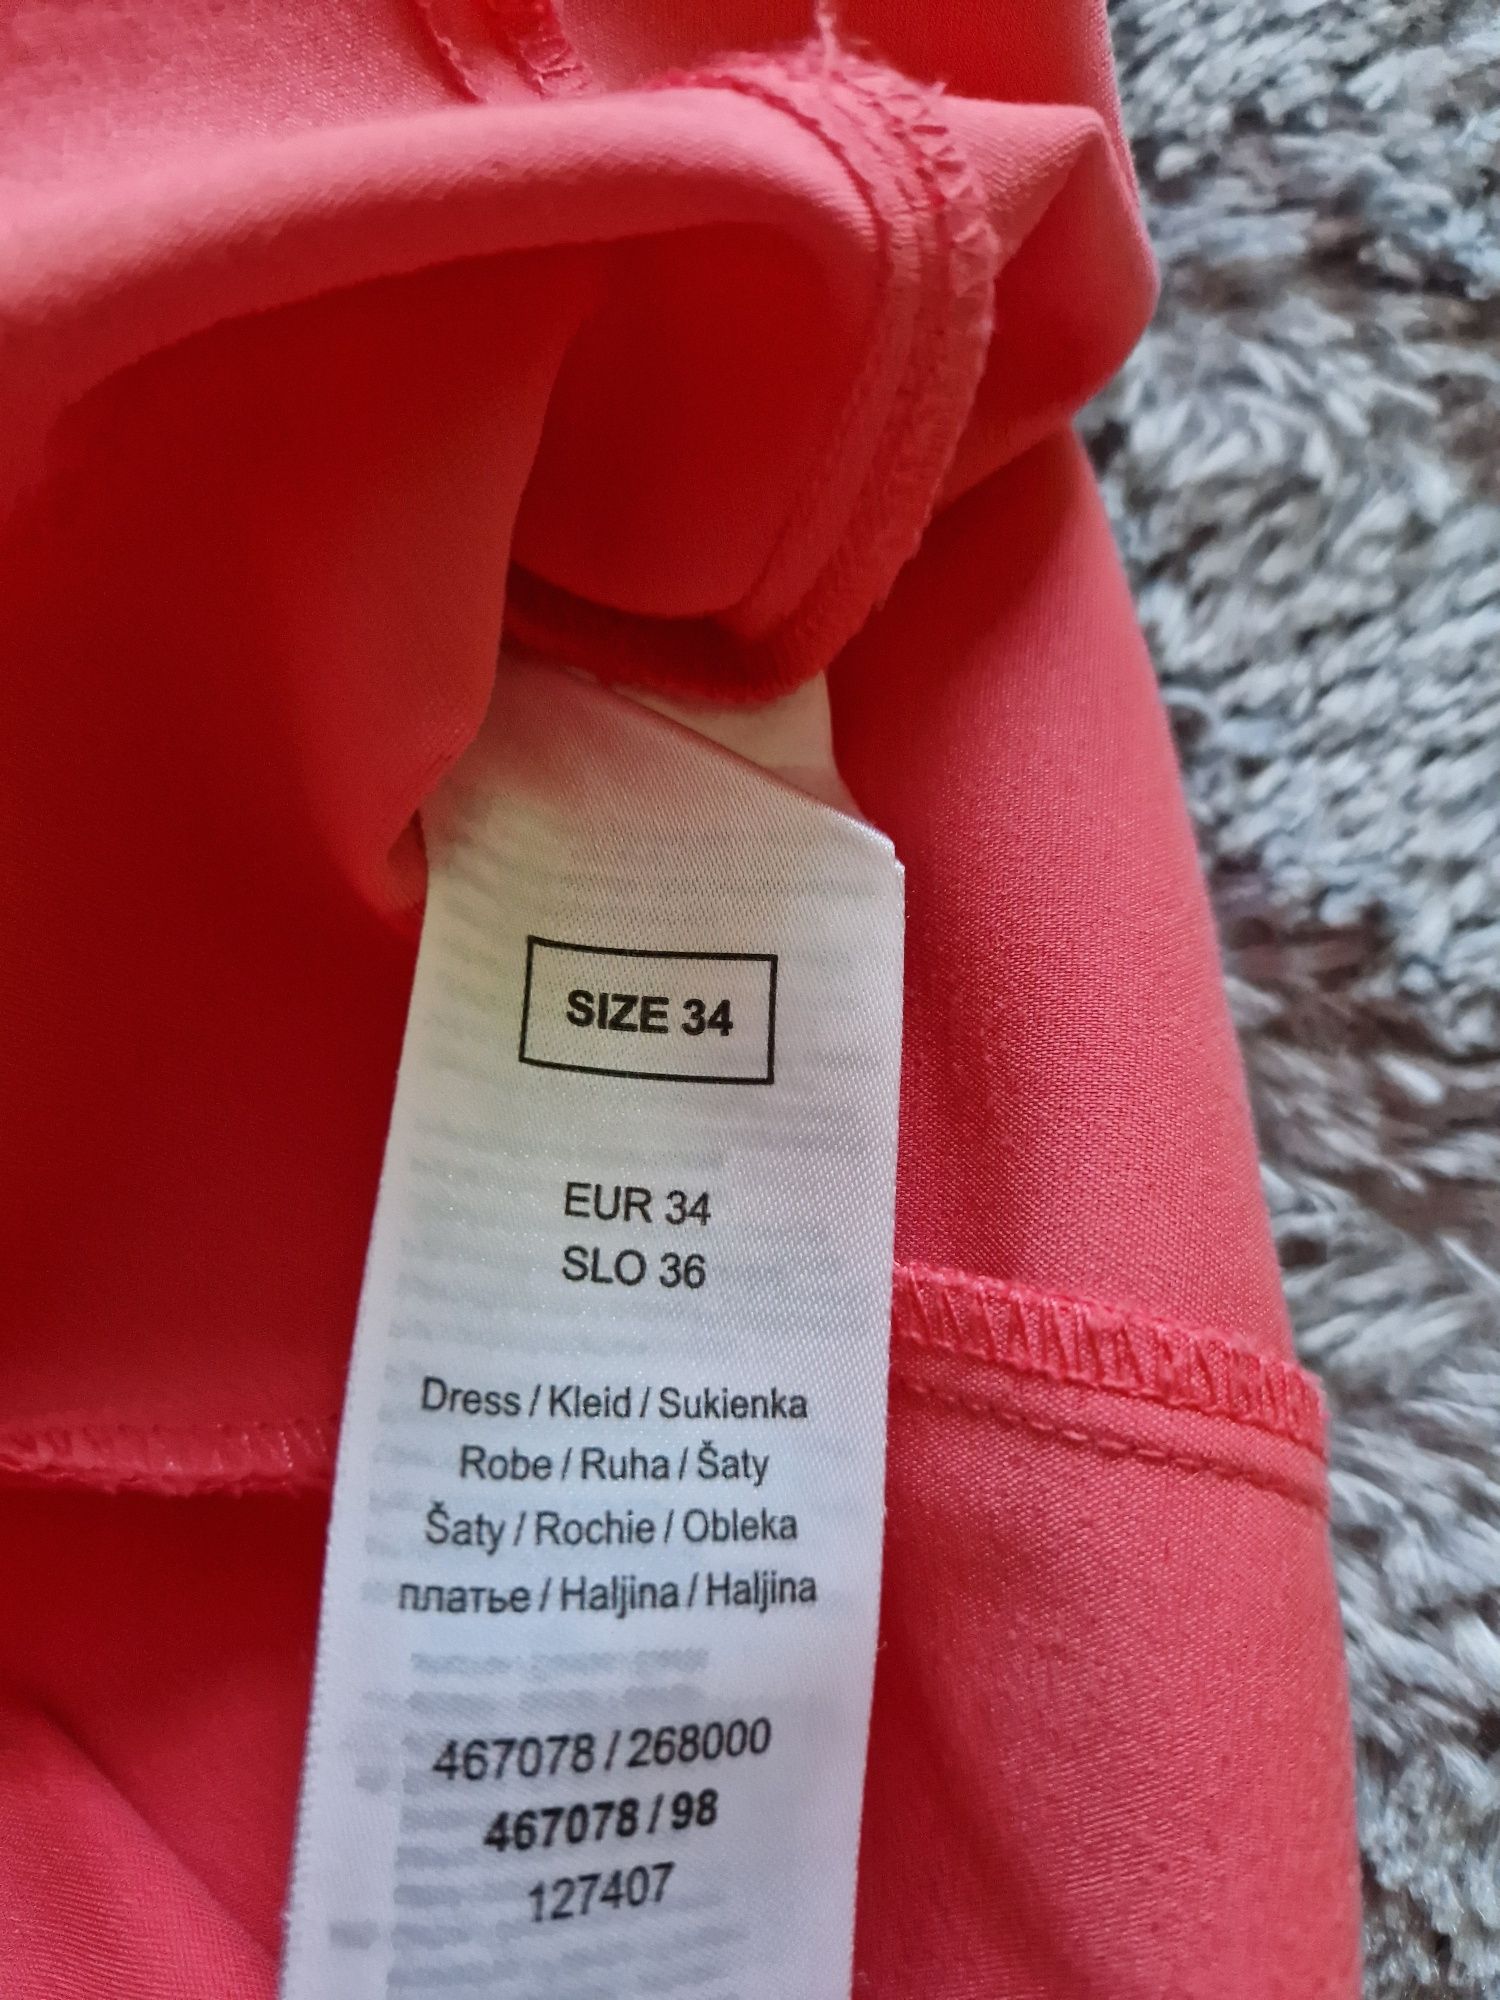 SIZE 34
EUR 34
SLO 36
Dress / Kleid / Sukienka
Robe / Ruha / Šaty
Šaty / Rochie / Obleka
платье / Haljina / Haljina
467078 / 268000
467078 / 98
127407